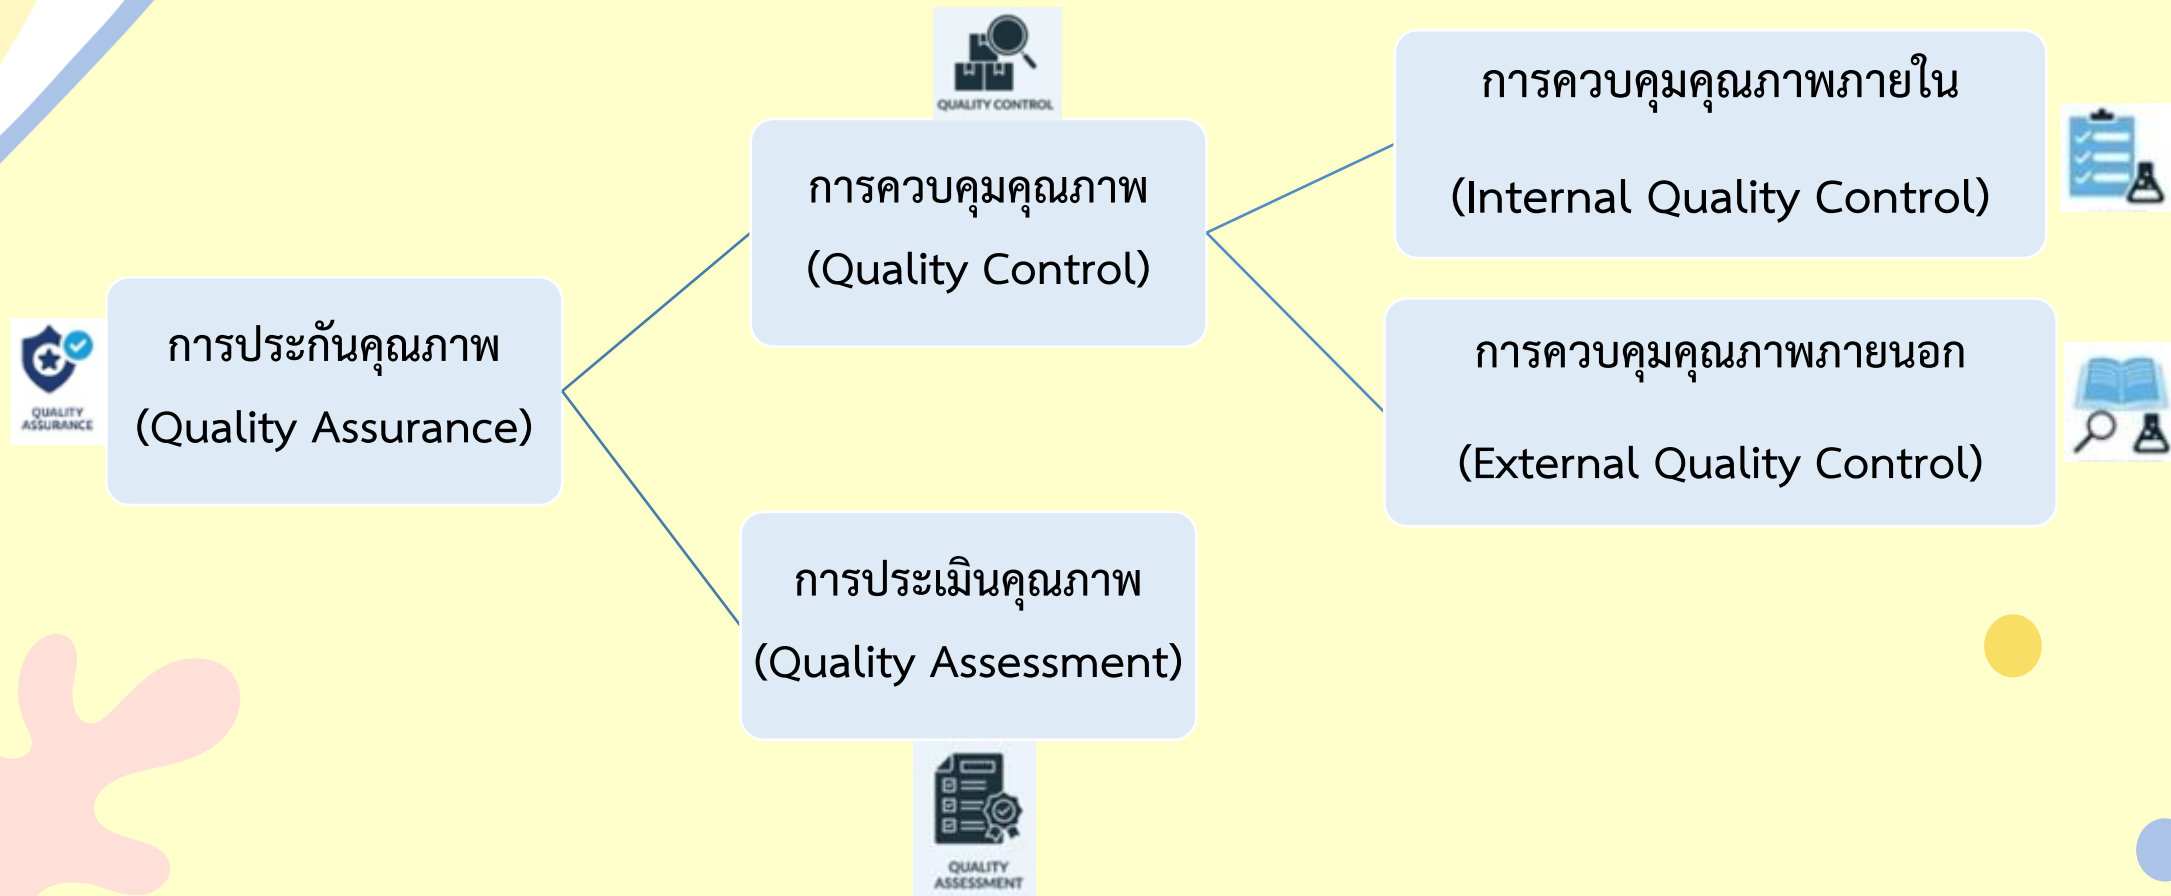 QUALITY
ASSURANCE
การประกันคุณภาพ
(Quality Assurance)
QUALITY CONTROL
การควบคุมคุณภาพ
(Quality Control)
การประเมินคุณภาพ
(Quality Assessment)
QUALITY
ASSESSMENT
การควบคุมคุณภาพภายใน
(Internal Quality Control)
การควบคุมคุณภาพภายนอก
(External Quality Control)